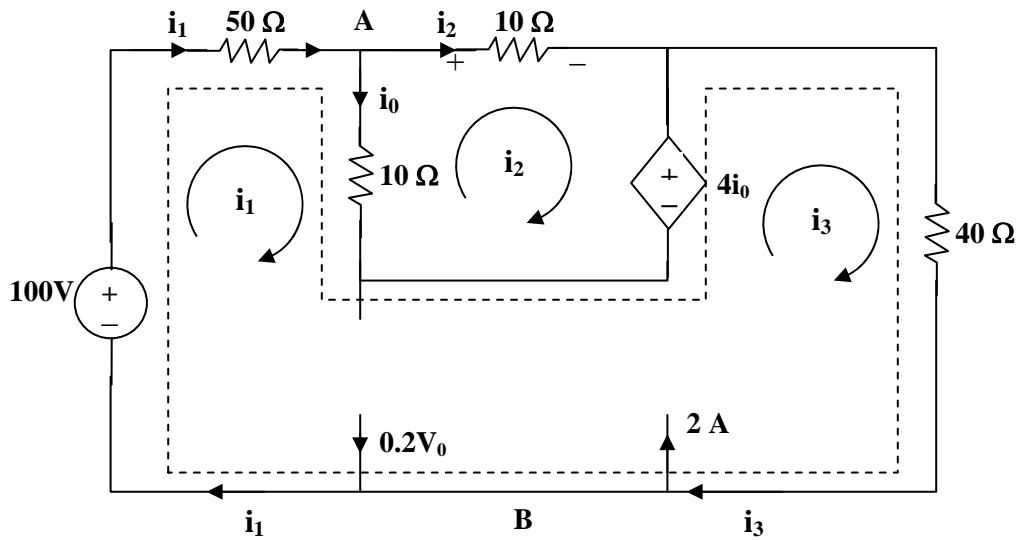 i₁ 50 Ω A i₂ 10 Ω
+ −
i₀
10 Ω
i₁
i₂
+
−
4i₀
i₃
40 Ω
100V
+
−
0.2V₀
2 A
i₁ B i₃